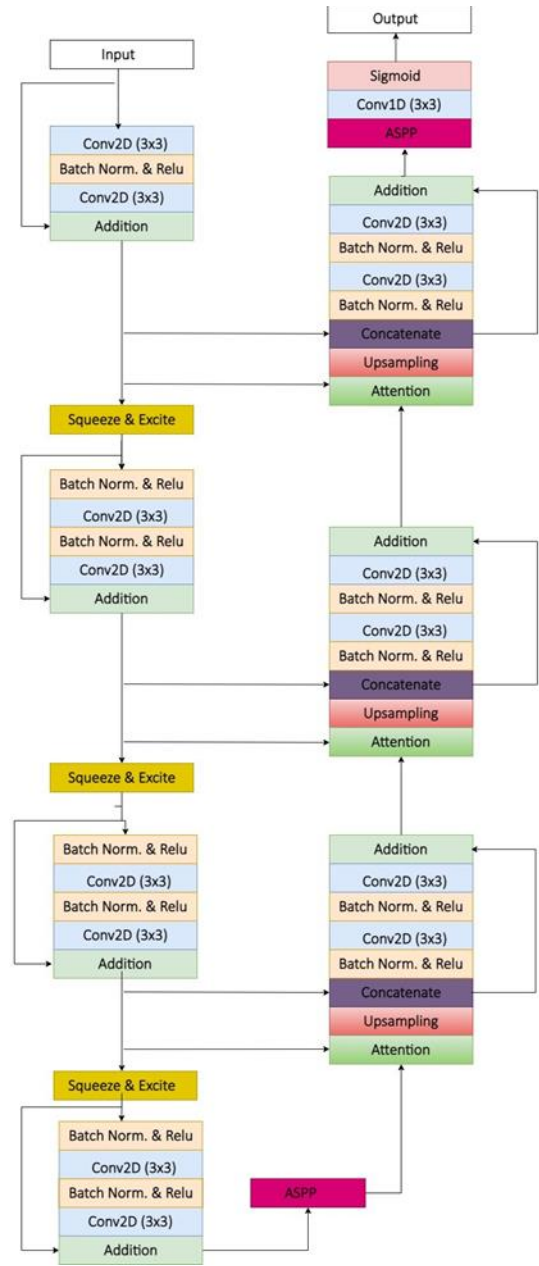 Input
Conv2D (3x3)
Batch Norm. & Relu
Conv2D (3x3)
Addition
Squeeze & Excite
Batch Norm. & Relu
Conv2D (3x3)
Batch Norm. & Relu
Conv2D (3x3)
Addition
Squeeze & Excite
Batch Norm. & Relu
Conv2D (3x3)
Batch Norm. & Relu
Conv2D (3x3)
Addition
Squeeze & Excite
Batch Norm. & Relu
Conv2D (3x3)
Batch Norm. & Relu
Conv2D (3x3)
Addition
ASPP
Output
Sigmoid
Conv1D (3x3)
ASPP
Addition
Conv2D (3x3)
Batch Norm. & Relu
Conv2D (3x3)
Batch Norm. & Relu
Concatenate
Upsampling
Attention
Addition
Conv2D (3x3)
Batch Norm. & Relu
Conv2D (3x3)
Batch Norm. & Relu
Concatenate
Upsampling
Attention
Addition
Conv2D (3x3)
Batch Norm. & Relu
Conv2D (3x3)
Batch Norm. & Relu
Concatenate
Upsampling
Attention